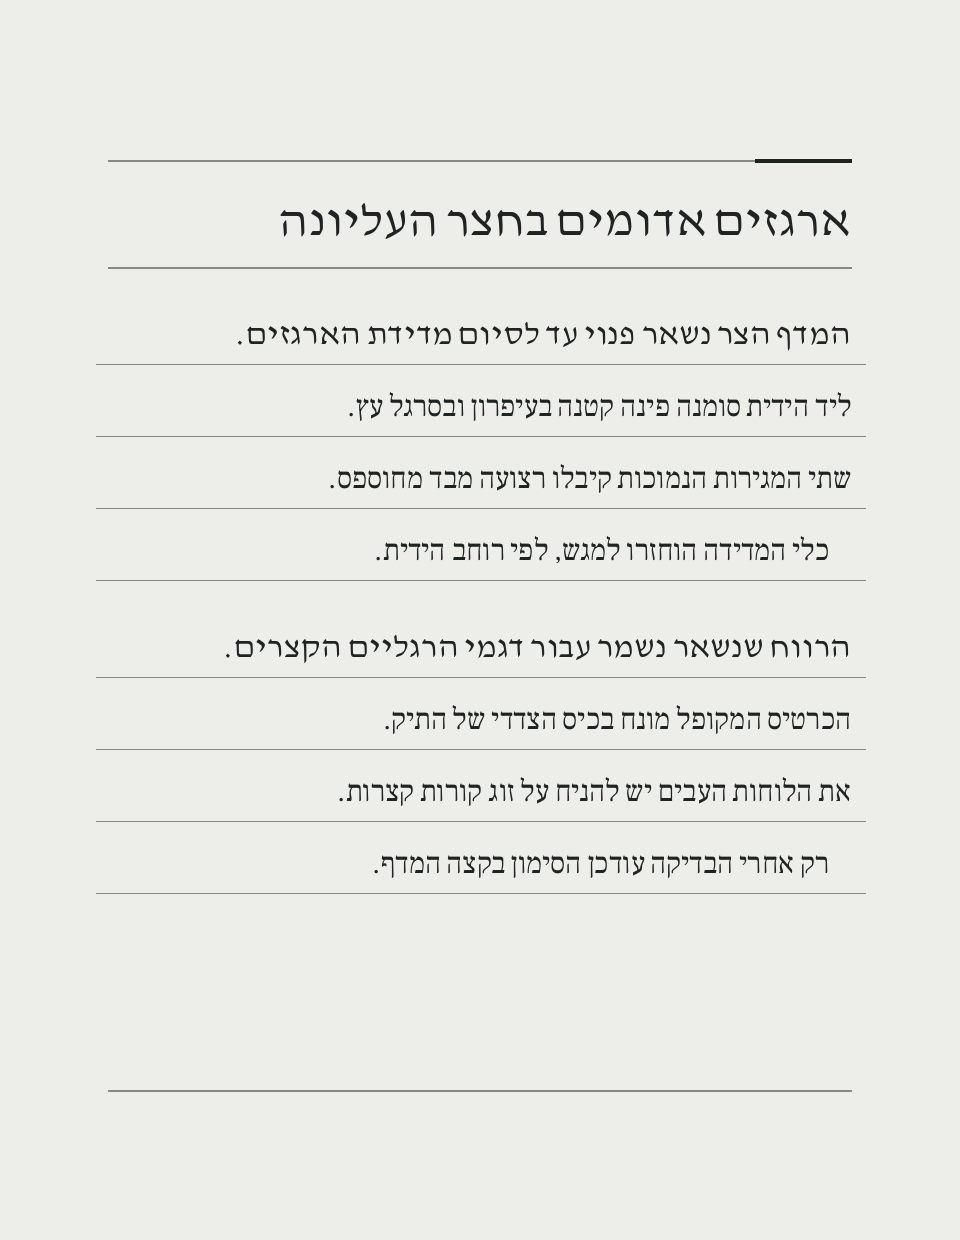 ארגזים אדומים בחצר העליונה
המדף הצר נשאר פנוי עד לסיום מדידת הארגזים.
ליד הידית סומנה פינה קטנה בעיפרון ובסרגל עץ.
שתי המגירות הנמוכות קיבלו רצועה מבד מחוספס.
כלי המדידה הוחזרו למגש, לפי רוחב הידית.
הרווח שנשאר נשמר עבור דגמי הרגליים הקצרים.
הכרטיס המקופל מונח בכיס הצדדי של התיק.
את הלוחות העבים יש להניח על זוג קורות קצרות.
רק אחרי הבדיקה עודכן הסימון בקצה המדף.